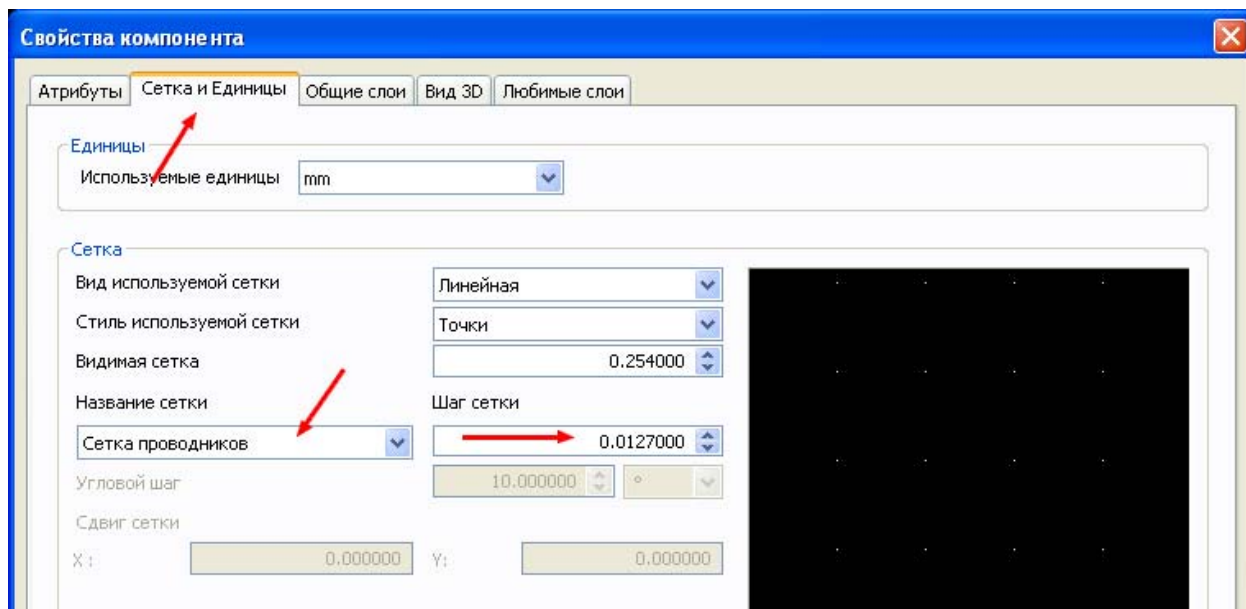 Свойства компонента
Атрибуты Сетка и Единицы Общие слои Вид 3D Любимые слои
Единицы
Используемые единицы mm
Сетка
Вид используемой сетки Линейная
Стиль используемой сетки Точки
Видимая сетка 0.254000
Название сетки Шаг сетки
Сетка проводников 0.0127000
Угловой шаг 10.000000 °
Сдвиг сетки
X : 0.000000 Y: 0.000000